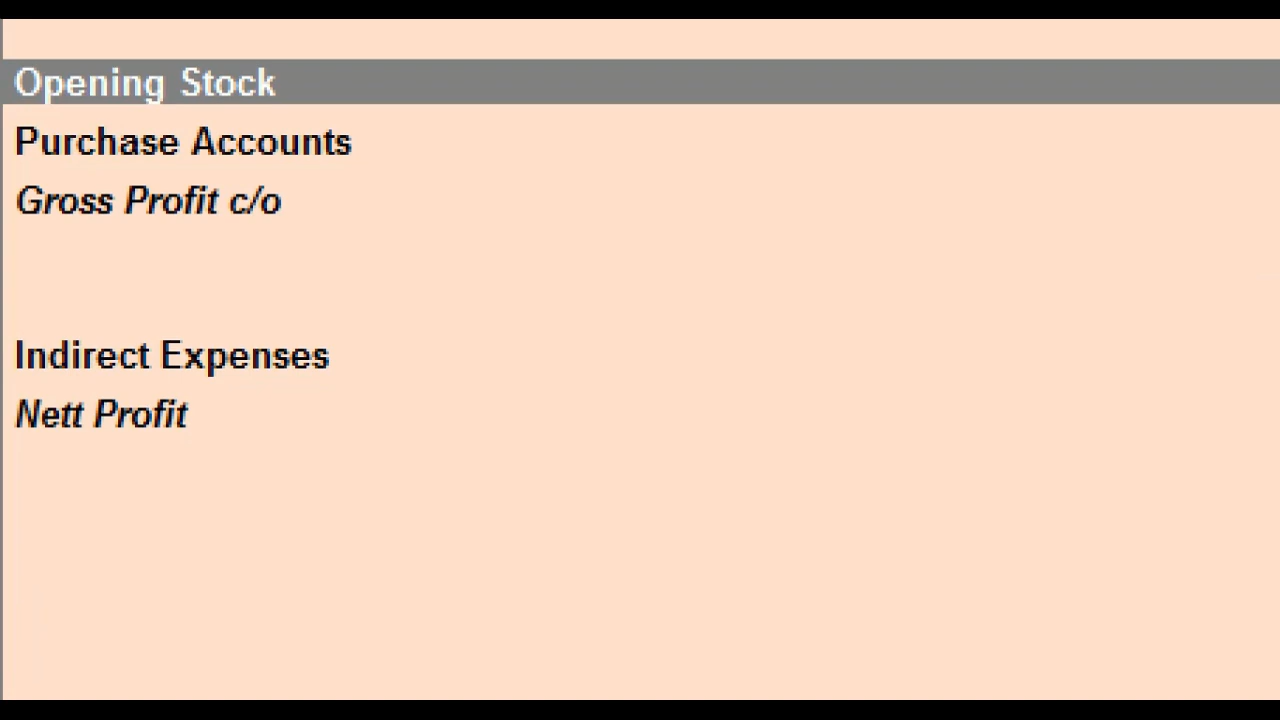 Opening Stock
Purchase Accounts
Gross Profit c/o
Indirect Expenses
Nett Profit